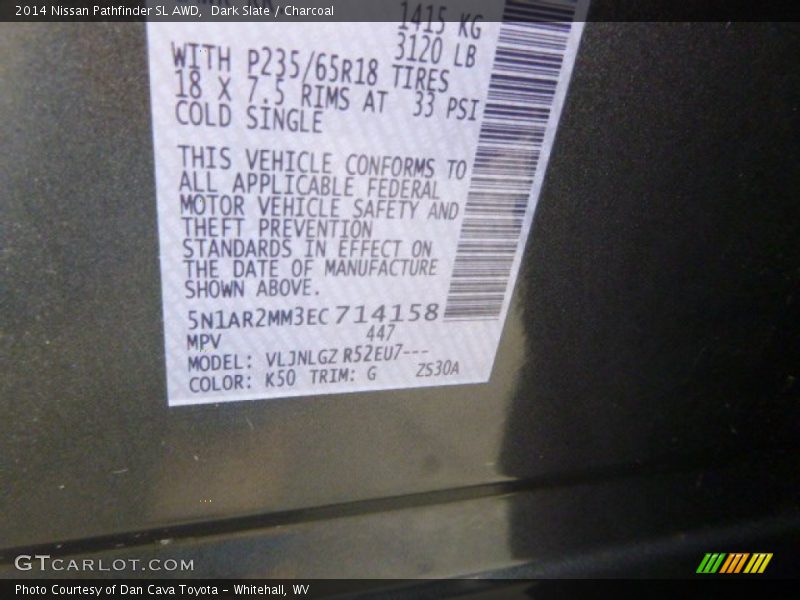 2014 Nissan Pathfinder SL AWD,  Dark Slate / Charcoal
1415 KG
3120 LB
WITH P235/65R18 TIRES
18 X 7.5 RIMS AT 33 PSI
COLD SINGLE
THIS VEHICLE CONFORMS TO
ALL APPLICABLE FEDERAL
MOTOR VEHICLE SAFETY AND
THEFT PREVENTION
STANDARDS IN EFFECT ON
THE DATE OF MANUFACTURE
SHOWN ABOVE.
5N1AR2MM3EC714158
MPV 447
MODEL: VLJNLGZ R52EU7---
COLOR: K50 TRIM: G ZS30A
GTCARLOT.COM
Photo Courtesy of Dan Cava Toyota - Whitehall, WV